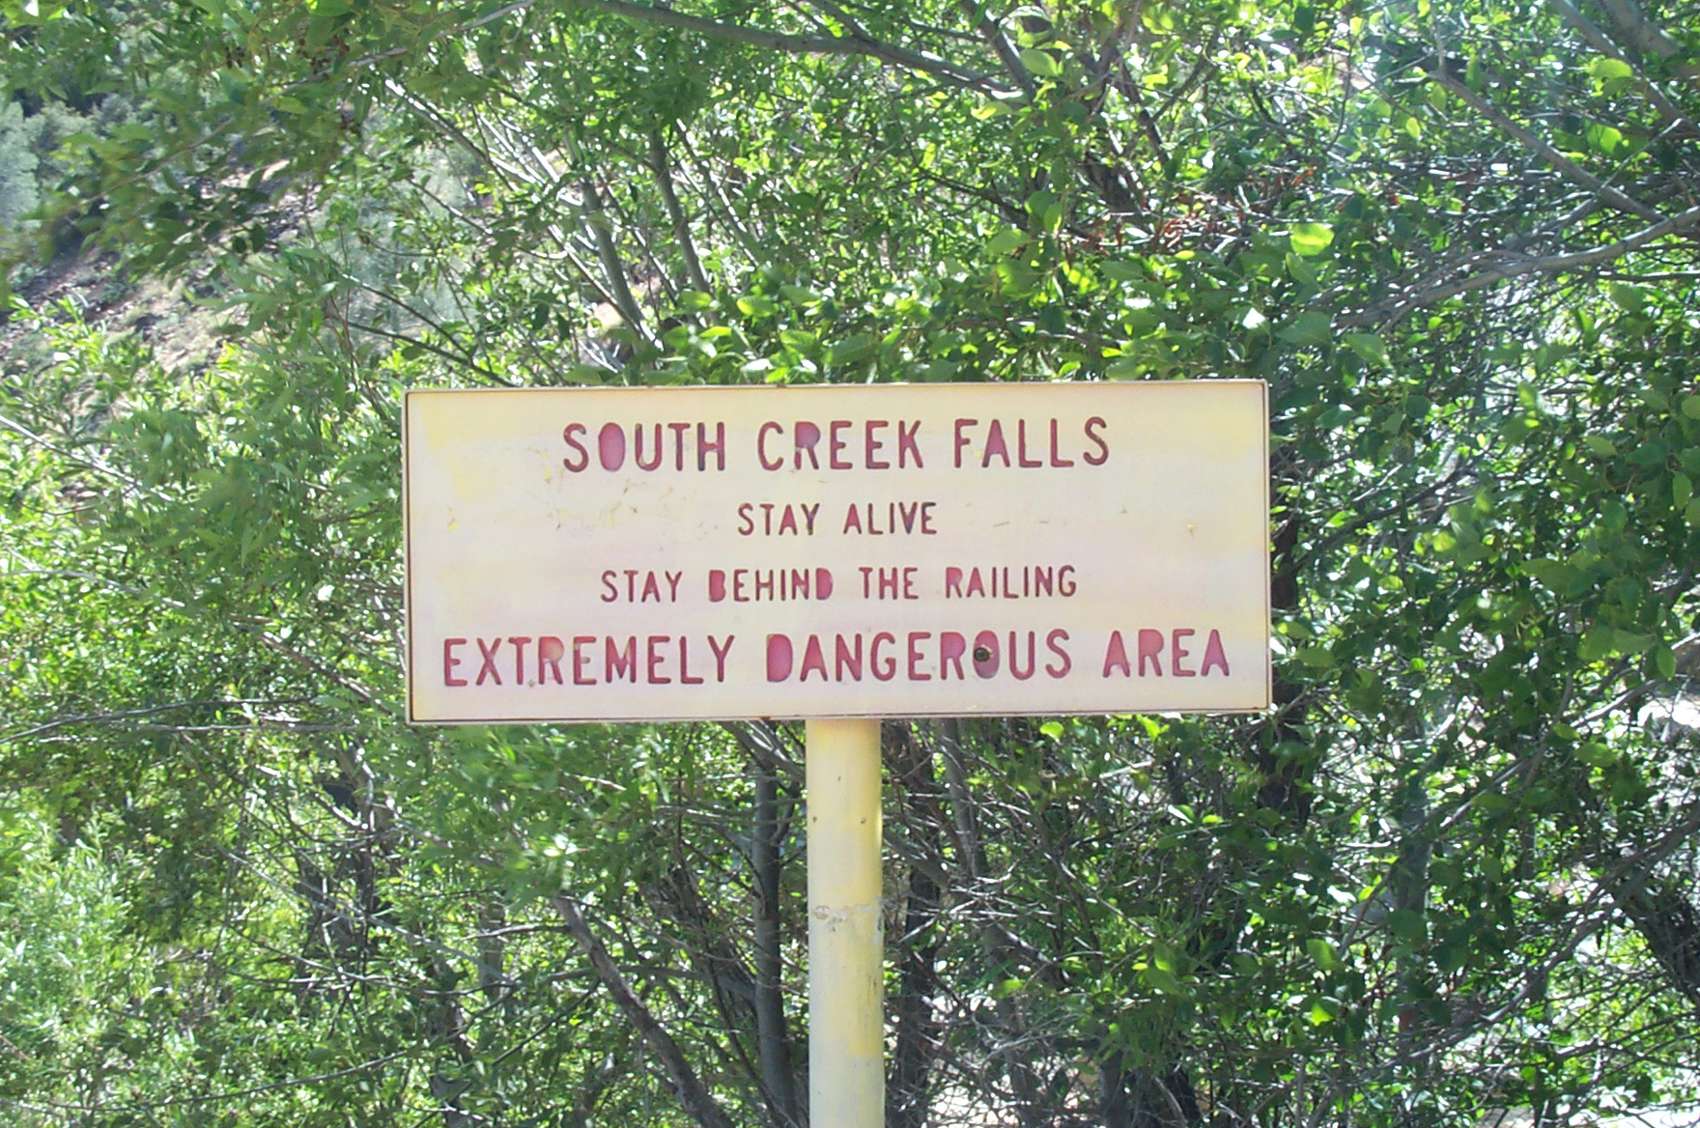 SOUTH CREEK FALLS
STAY ALIVE
STAY BEHIND THE RAILING
EXTREMELY DANGEROUS AREA